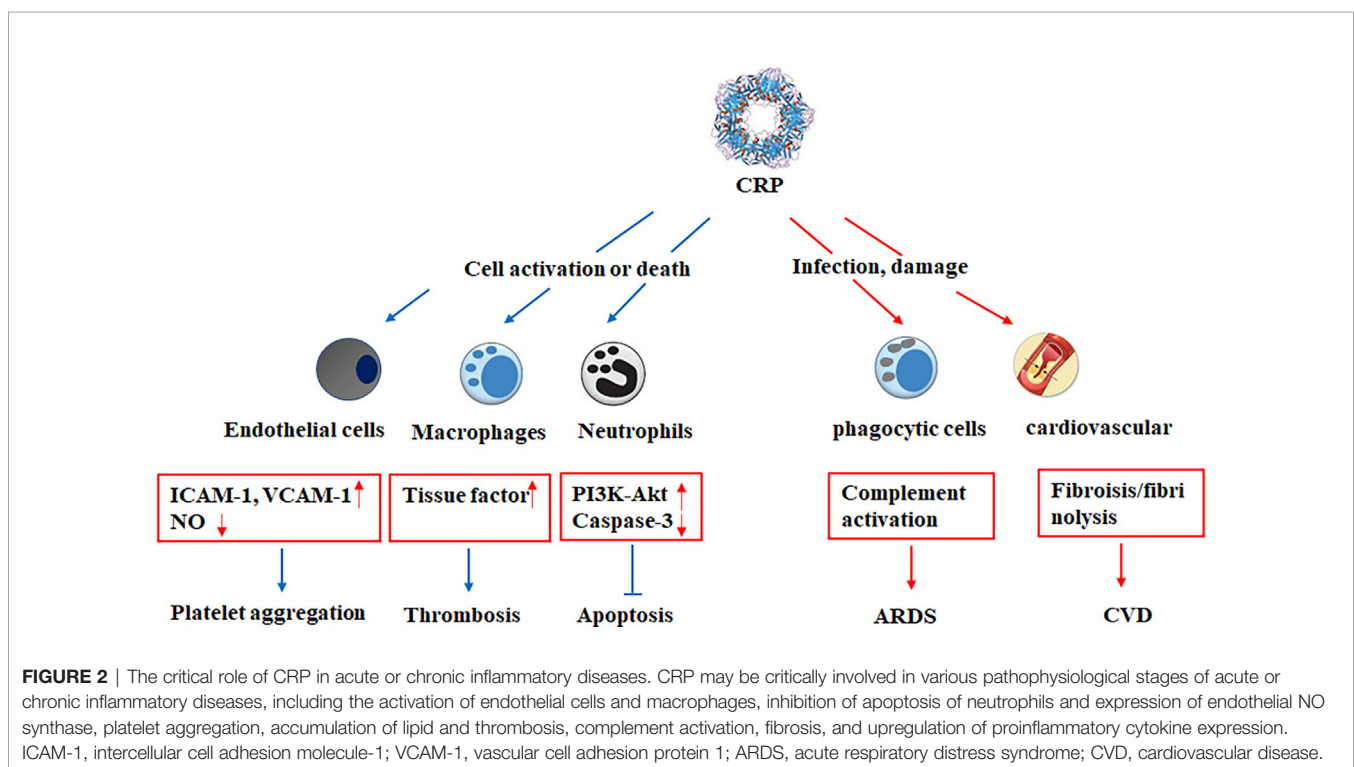 CRP
Cell activation or death
Infection, damage
Endothelial cells
Macrophages
Neutrophils
phagocytic cells
cardiovascular
ICAM-1, VCAM-1
NO
Tissue factor
PI3K-Akt
Caspase-3
Complement
activation
Fibroisis/fibri
nolysis
Platelet aggregation
Thrombosis
Apoptosis
ARDS
CVD
FIGURE 2 | The critical role of CRP in acute or chronic inflammatory diseases. CRP may be critically involved in various pathophysiological stages of acute or
chronic inflammatory diseases, including the activation of endothelial cells and macrophages, inhibition of apoptosis of neutrophils and expression of endothelial NO
synthase, platelet aggregation, accumulation of lipid and thrombosis, complement activation, fibrosis, and upregulation of proinflammatory cytokine expression.
ICAM-1, intercellular cell adhesion molecule-1; VCAM-1, vascular cell adhesion protein 1; ARDS, acute respiratory distress syndrome; CVD, cardiovascular disease.